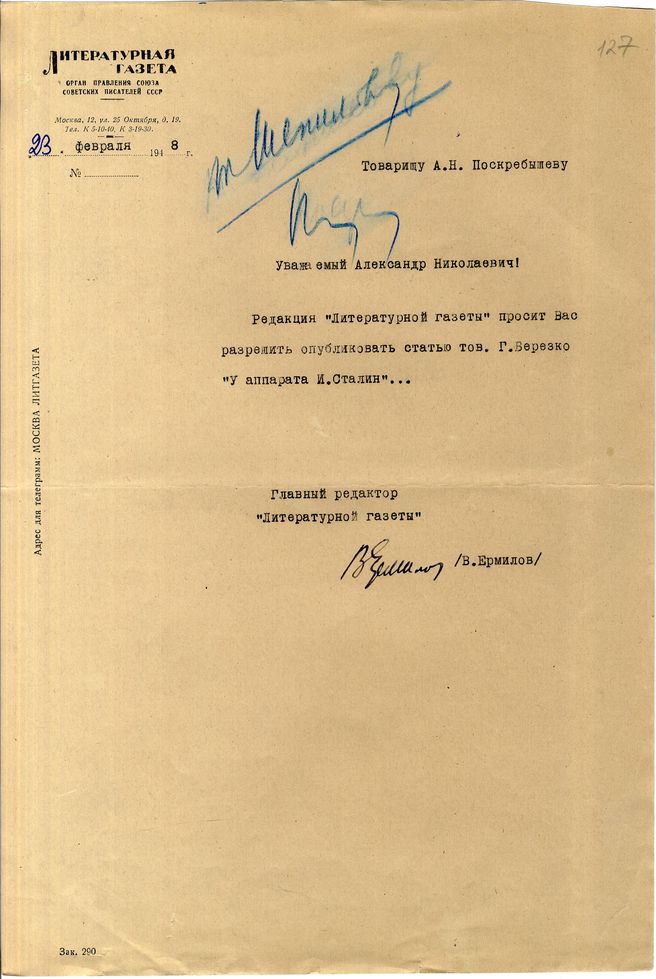 127
ЛИТЕРАТУРНАЯ
ГАЗЕТА
ОРГАН ПРАВЛЕНИЯ СОЮЗА
СОВЕТСКИХ ПИСАТЕЛЕЙ СССР
Москва, 12, ул. 25 Октября, д. 19.
Тел. К 5-10-40, К 3-19-30.
23. февраля 1948 г.
№
т. Шепилову
Товарищу А.Н. Поскребышеву
Уважаемый Александр Николаевич!
Редакция "Литературной газеты" просит Вас
разрешить опубликовать статью тов. Г.Березко
"У аппарата И.Сталин"...
Адрес для телеграмм: МОСКВА ЛИТГАЗЕТА
Главный редактор
"Литературной газеты"
В Ермилов /В.Ермилов/
Зак. 290